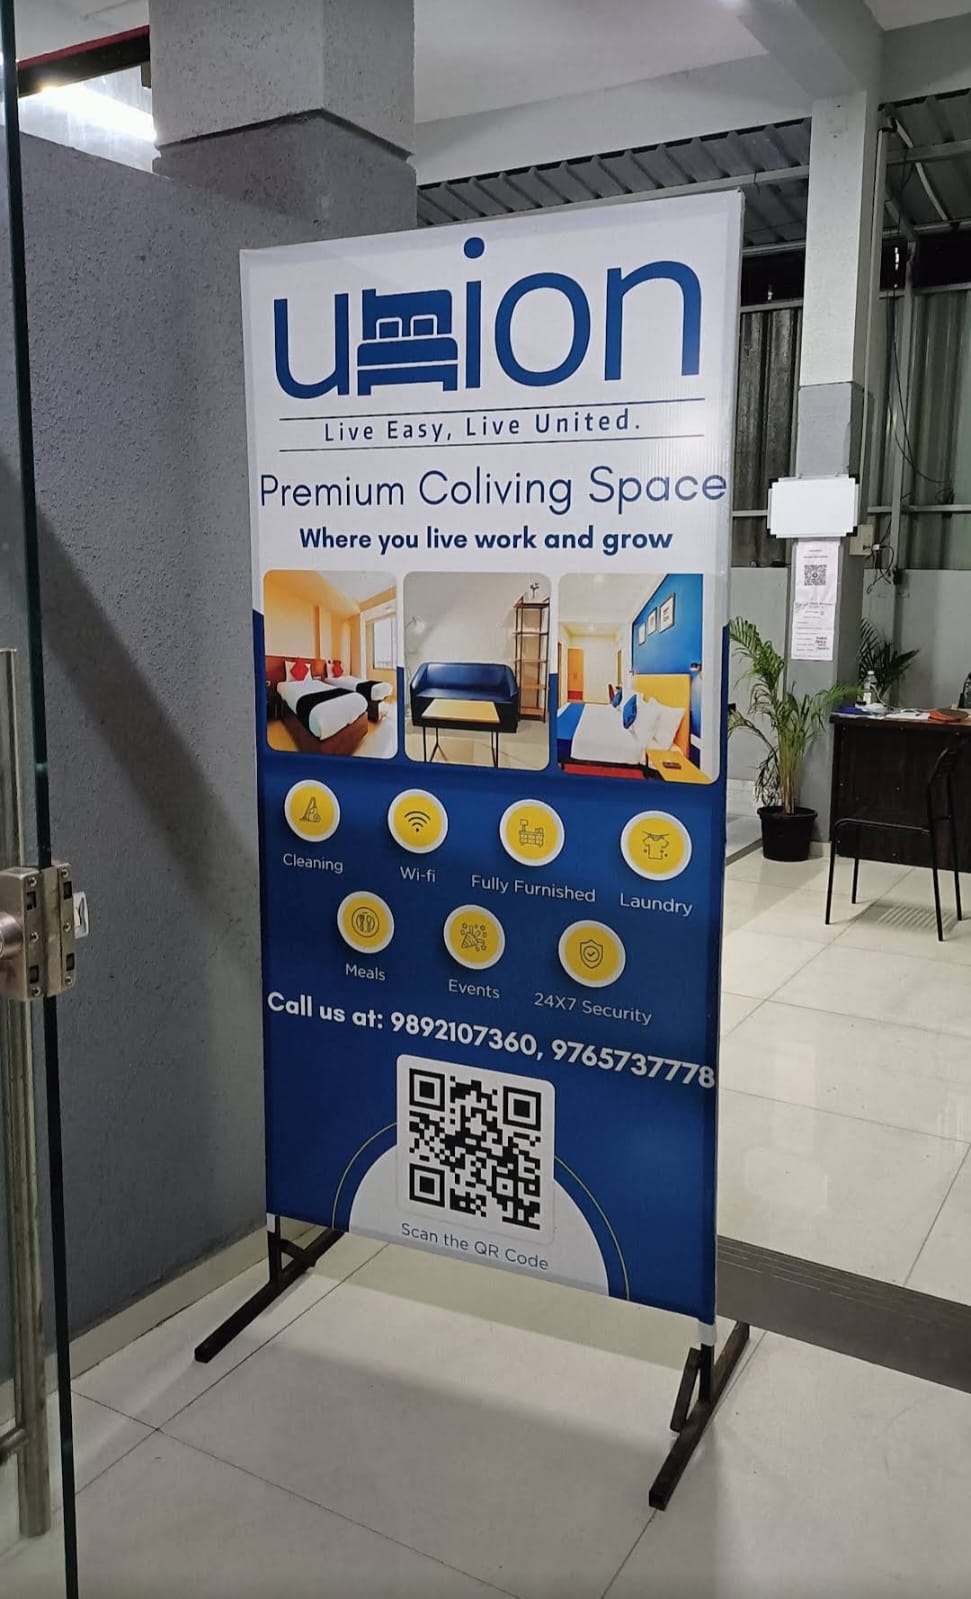 union
Live Easy, Live United.
Premium Coliving Space
Where you live work and grow
Cleaning
Wi-fi
Fully Furnished
Laundry
Meals
Events
24X7 Security
Call us at: 9892107360, 9765737778
Scan the QR Code